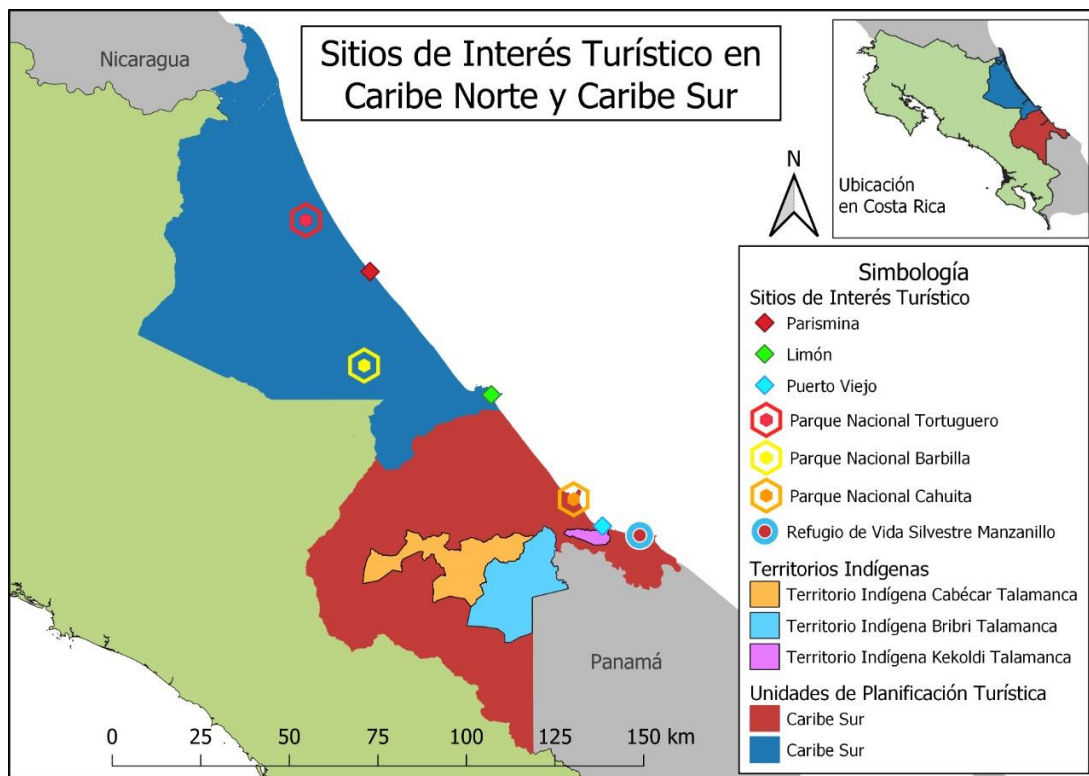 Nicaragua
Sitios de Interés Turístico en
Caribe Norte y Caribe Sur
N
Ubicación
en Costa Rica
Simbología
Sitios de Interés Turístico
Parismina
Limón
Puerto Viejo
Parque Nacional Tortuguero
Parque Nacional Barbilla
Parque Nacional Cahuita
Refugio de Vida Silvestre Manzanillo
Territorios Indígenas
Territorio Indígena Cabécar Talamanca
Territorio Indígena Bribri Talamanca
Territorio Indígena Kekoldi Talamanca
Unidades de Planificación Turística
Caribe Sur
Caribe Sur
Panamá
0 25 50 75 100 125 150 km